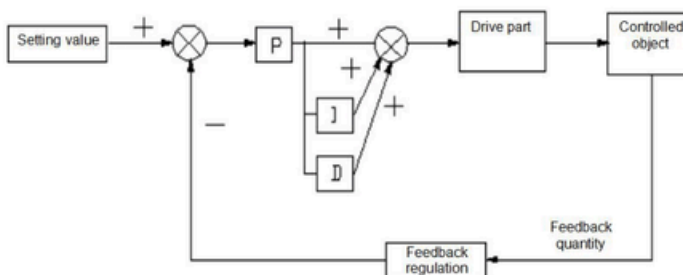 Setting value
+
P
+
+
I
+
D
Drive part
Controlled
object
−
Feedback
quantity
Feedback
regulation